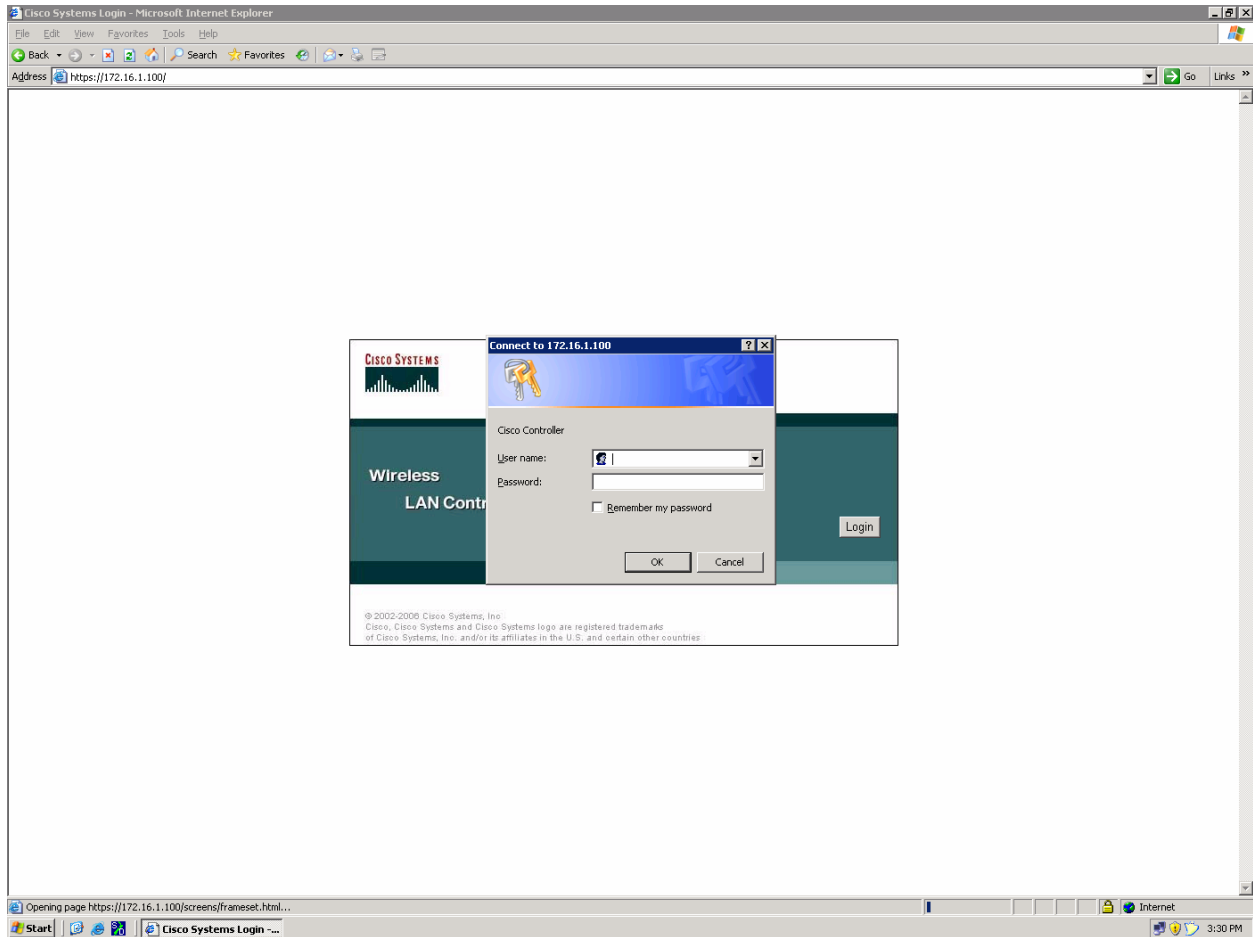 Cisco Systems Login - Microsoft Internet Explorer
File Edit View Favorites Tools Help
Back Search Favorites
Address https://172.16.1.100/ Go Links »
CISCO SYSTEMS
Connect to 172.16.1.100
Cisco Controller
User name:
Password:
Remember my password
OK Cancel
Wireless
LAN Contr
Login
© 2002-2006 Cisco Systems, Inc
Cisco, Cisco Systems and Cisco Systems logo are registered trademarks
of Cisco Systems, Inc. and/or its affiliates in the U.S. and certain other countries
Opening page https://172.16.1.100/screens/frameset.html... Internet
Start Cisco Systems Login -... 3:30 PM